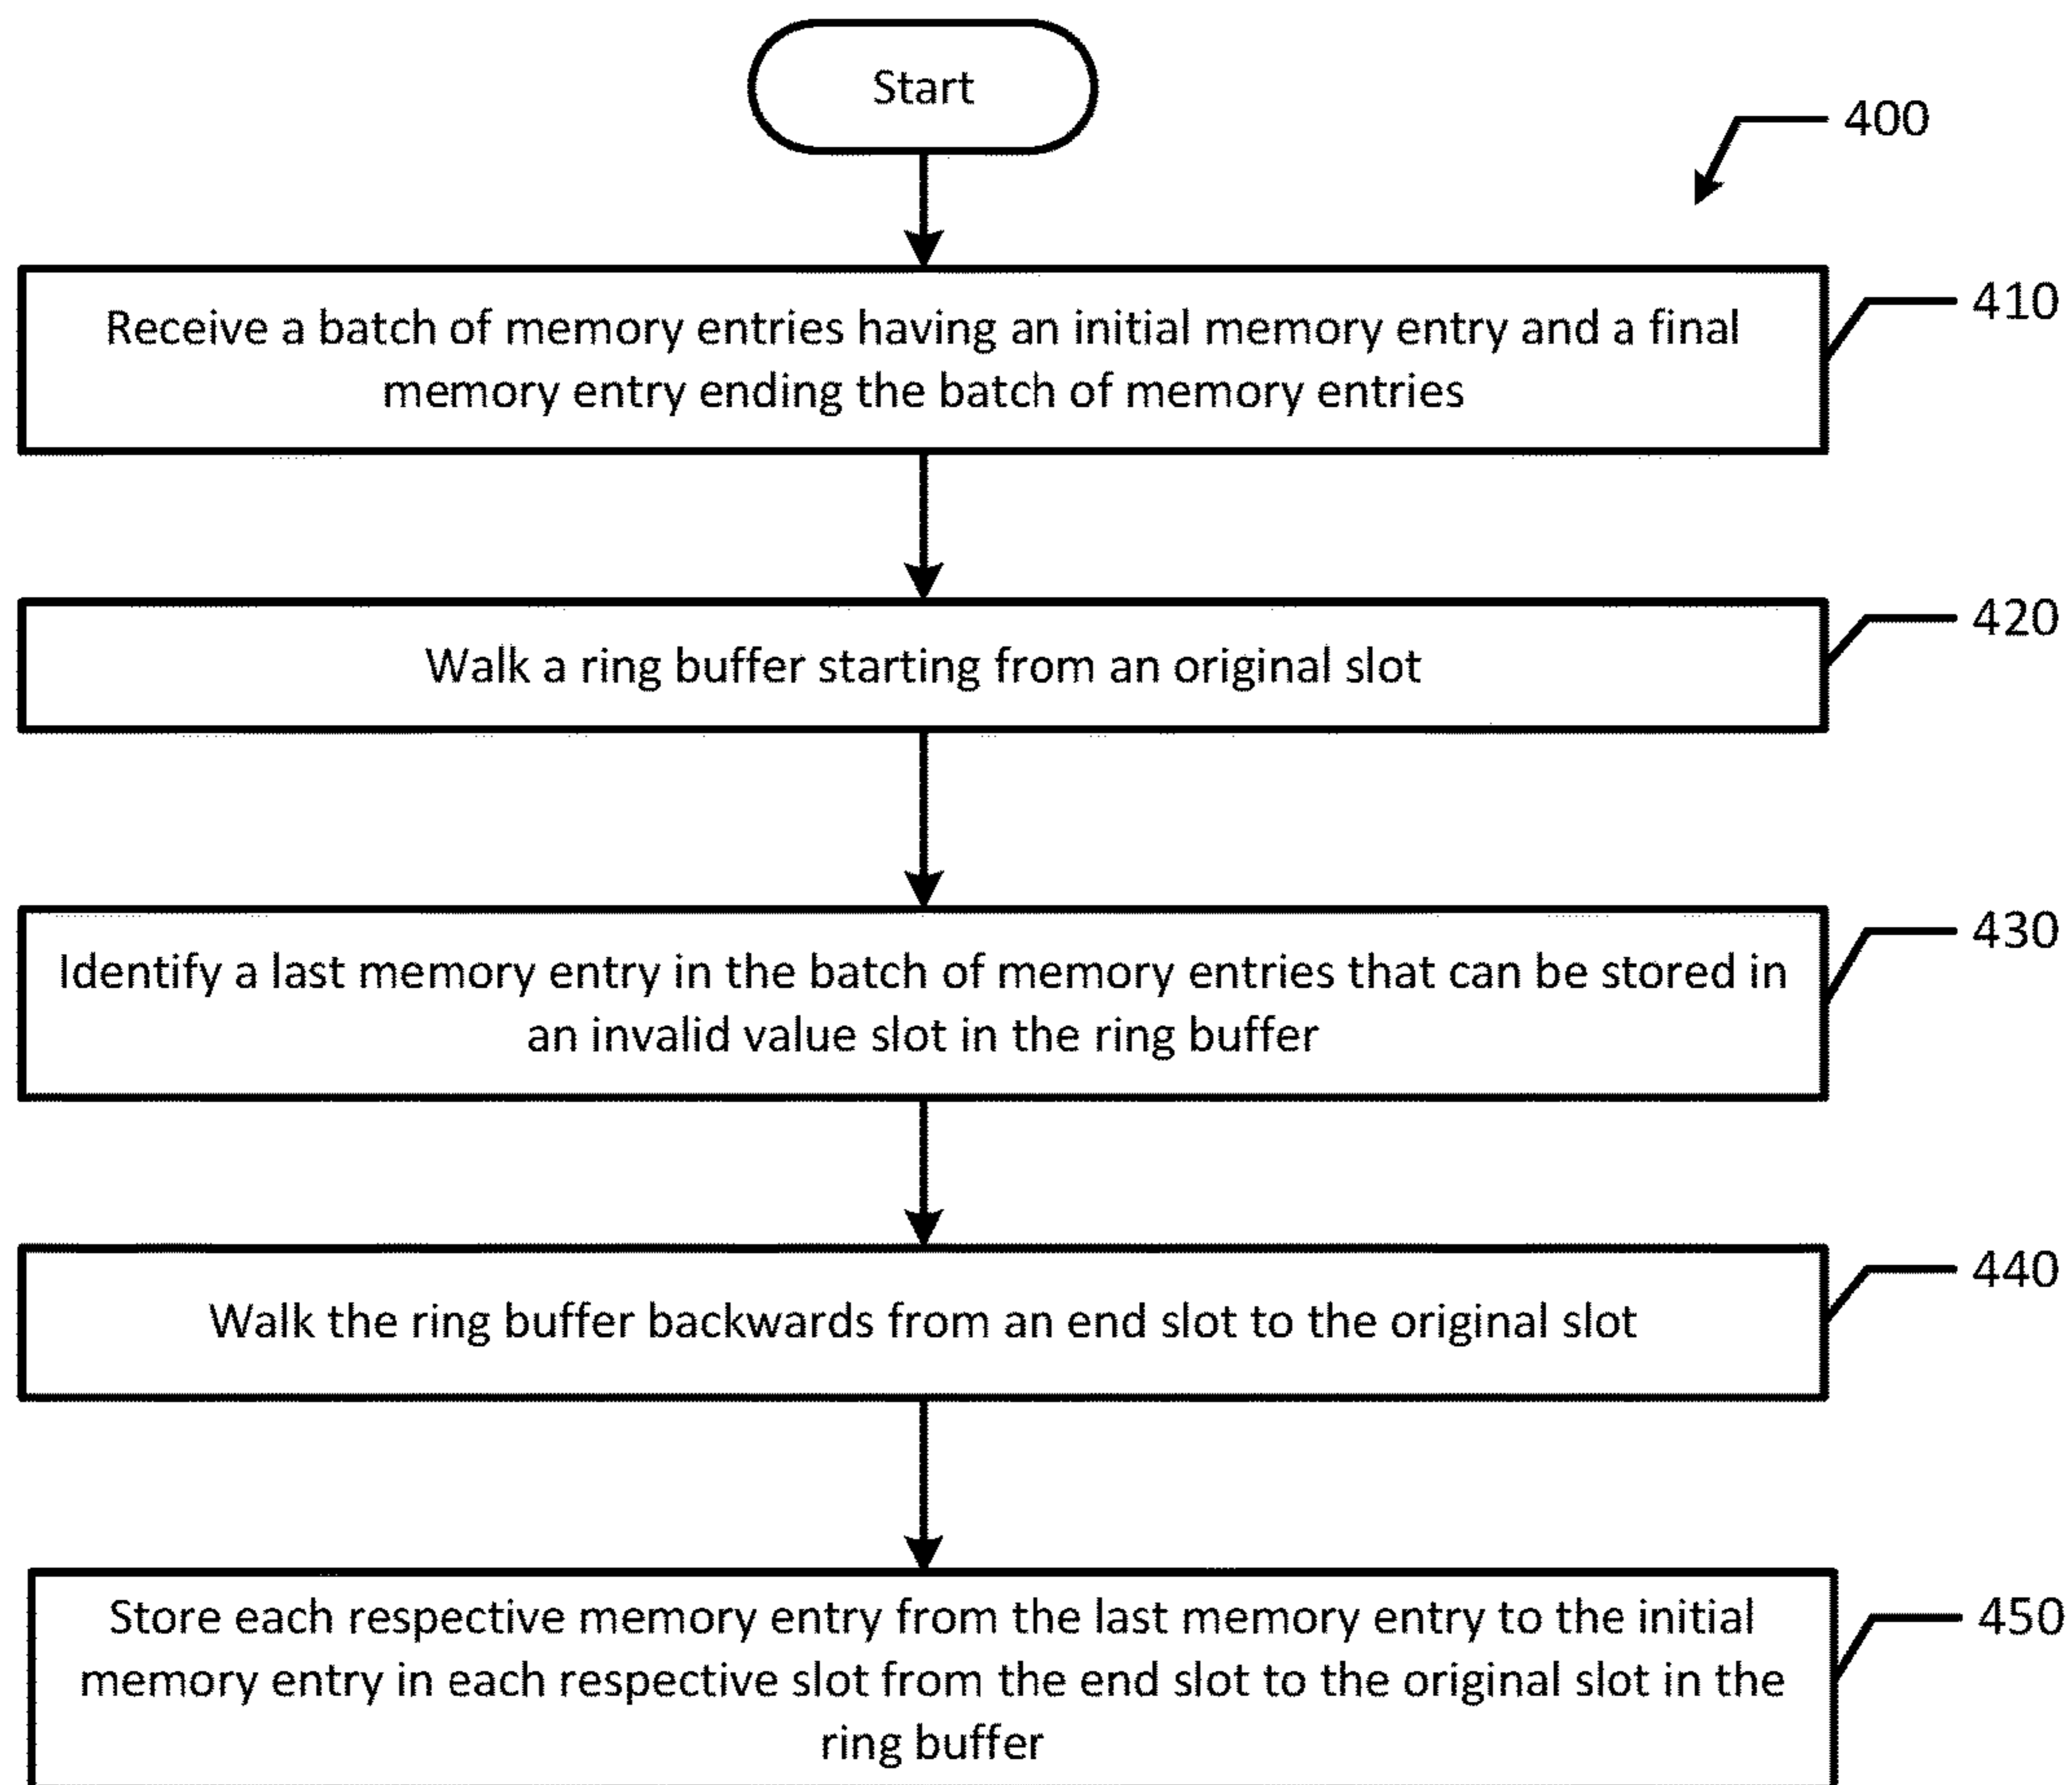 Start
400
Receive a batch of memory entries having an initial memory entry and a final
memory entry ending the batch of memory entries
410
Walk a ring buffer starting from an original slot
420
Identify a last memory entry in the batch of memory entries that can be stored in
an invalid value slot in the ring buffer
430
Walk the ring buffer backwards from an end slot to the original slot
440
Store each respective memory entry from the last memory entry to the initial
memory entry in each respective slot from the end slot to the original slot in the
ring buffer
450